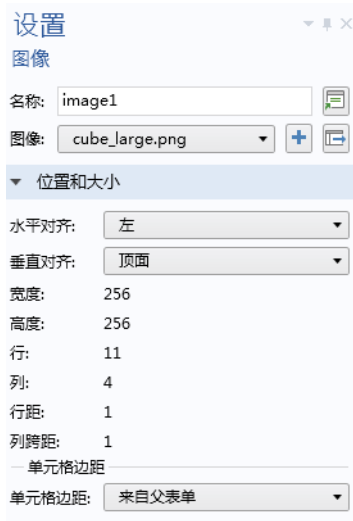 设置
图像
名称: image1
图像: cube_large.png
位置和大小
水平对齐: 左
垂直对齐: 顶面
宽度: 256
高度: 256
行: 11
列: 4
行距: 1
列跨距: 1
单元格边距
单元格边距: 来自父表单